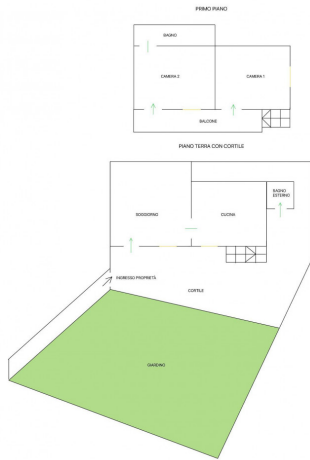 PRIMO PIANO
BAGNO
CAMERA 2
CAMERA 1
BALCONE
PIANO TERRA CON CORTILE
BAGNO
ESTERNO
SOGGIORNO
CUCINA
INGRESSO PROPRIETÀ
CORTILE
GIARDINO